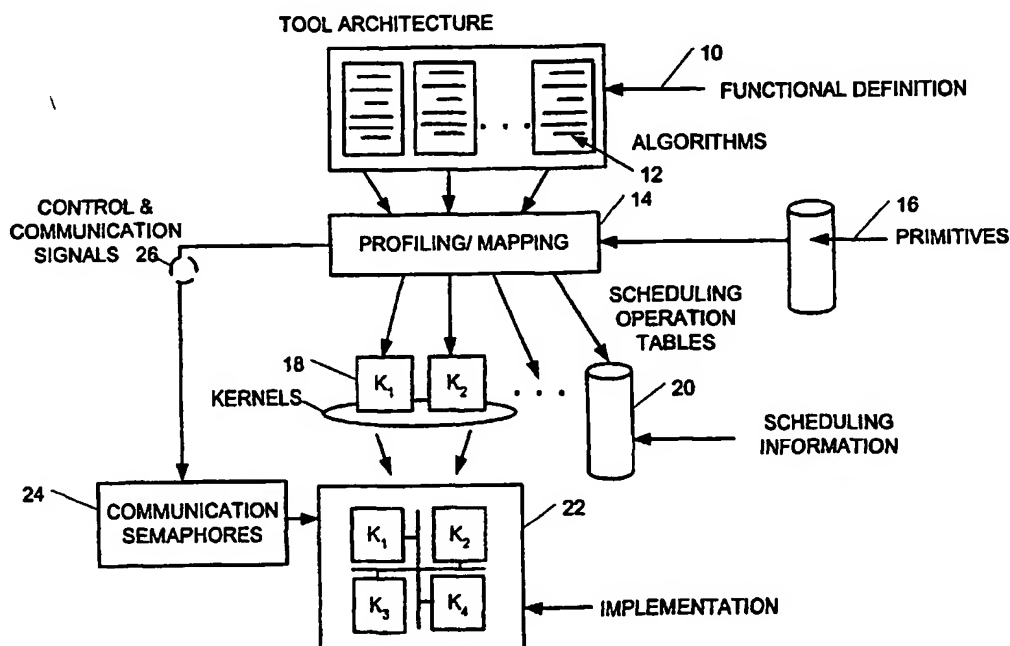 TOOL ARCHITECTURE
10
FUNCTIONAL DEFINITION
ALGORITHMS
12
14
CONTROL &
COMMUNICATION
SIGNALS 26
PROFILING/ MAPPING
16
PRIMITIVES
SCHEDULING
OPERATION
TABLES
18
K1
K2
20
KERNELS
SCHEDULING
INFORMATION
24
COMMUNICATION
SEMAPHORES
22
K1
K2
K3
K4
IMPLEMENTATION